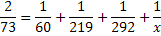 2/73 = 1/60 + 1/219 + 1/292 + 1/x